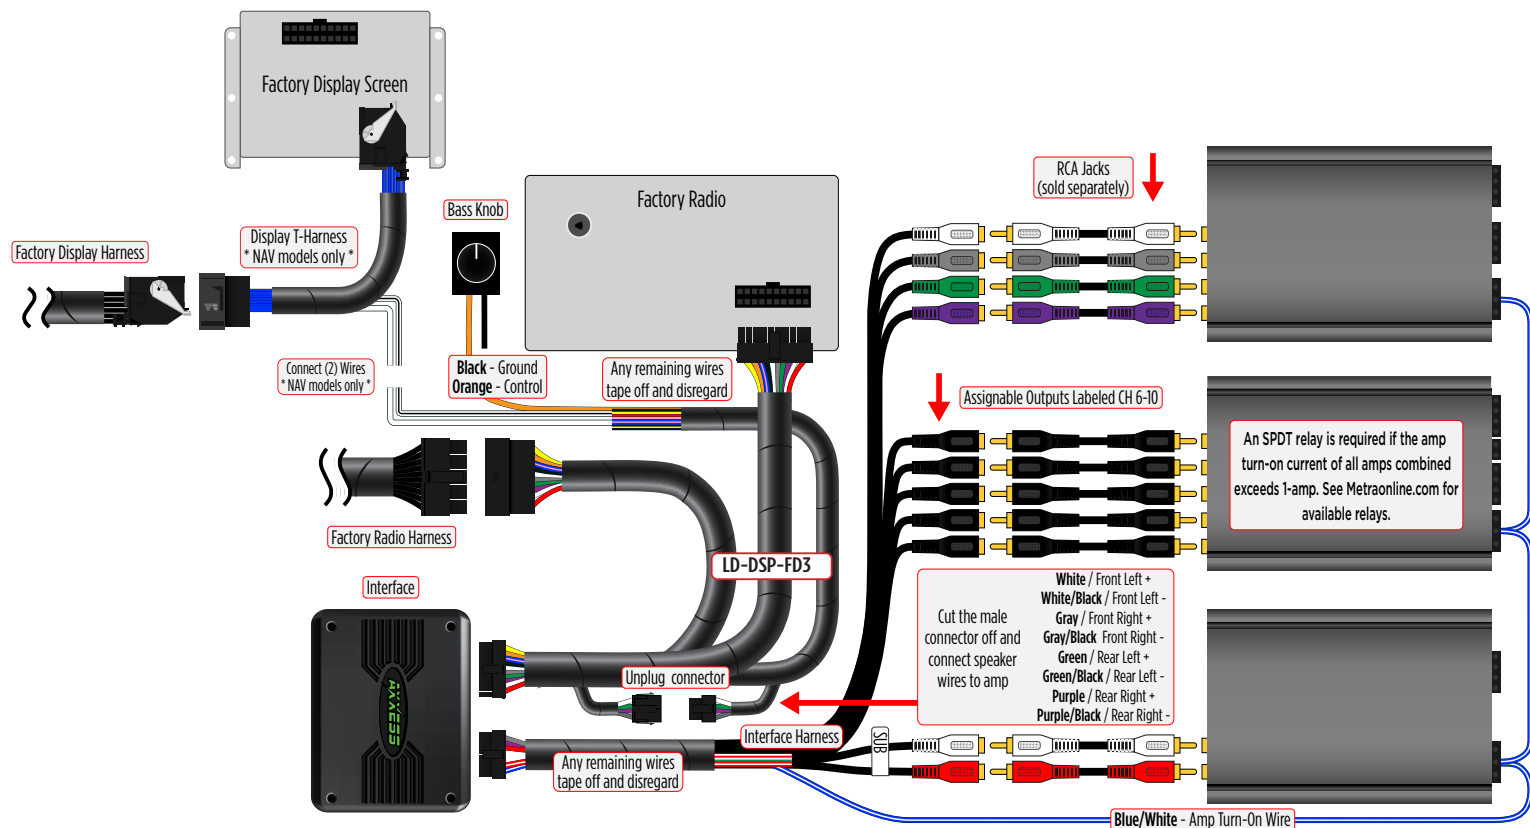 Factory Display Screen
Factory Radio
RCA Jacks
(sold separately)
Bass Knob
Display T-Harness
* NAV models only *
Factory Display Harness
Connect (2) Wires
* NAV models only *
Black - Ground
Orange - Control
Any remaining wires
tape off and disregard
Assignable Outputs Labeled CH 6-10
An SPDT relay is required if the amp
turn-on current of all amps combined
exceeds 1-amp. See Metraonline.com for
available relays.
Factory Radio Harness
LD-DSP-FD3
Interface
AXXESS
Cut the male
connector off and
connect speaker
wires to amp
White / Front Left +
White/Black / Front Left -
Gray / Front Right +
Gray/Black Front Right -
Green / Rear Left +
Green/Black / Rear Left -
Purple / Rear Right +
Purple/Black / Rear Right -
Unplug connector
Interface Harness
SUB
Any remaining wires
tape off and disregard
Blue/White - Amp Turn-On Wire